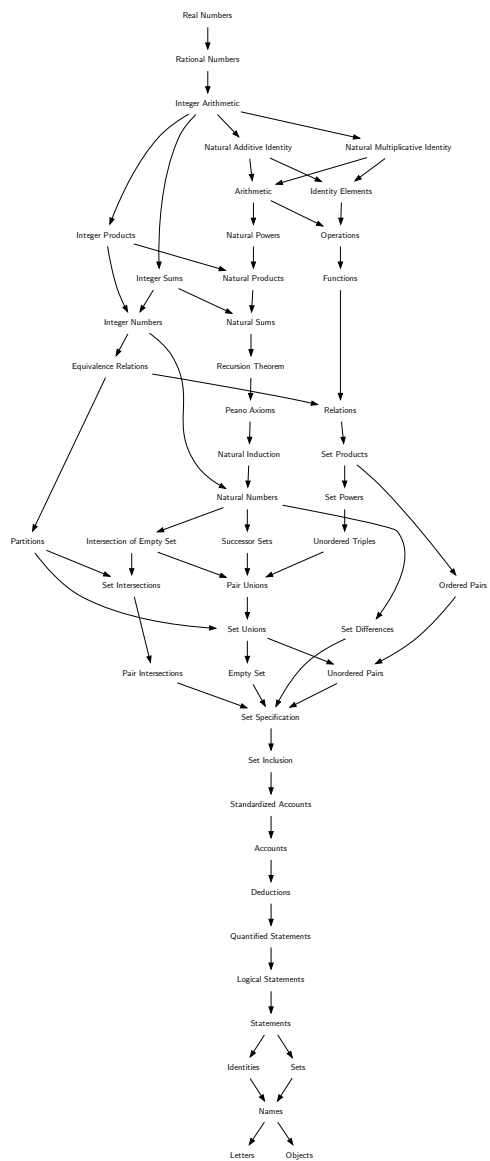 Real Numbers
Rational Numbers
Integer Arithmetic
Natural Additive Identity Natural Multiplicative Identity
Arithmetic Identity Elements
Integer Products Natural Powers Operations
Integer Sums Natural Products Functions
Integer Numbers Natural Sums
Equivalence Relations Recursion Theorem
Peano Axioms Relations
Natural Induction Set Products
Natural Numbers Set Powers
Partitions Intersection of Empty Set Successor Sets Unordered Triples
Set Intersections Pair Unions Ordered Pairs
Set Unions Set Differences
Pair Intersections Empty Set Unordered Pairs
Set Specification
Set Inclusion
Standardized Accounts
Accounts
Deductions
Quantified Statements
Logical Statements
Statements
Identities Sets
Names
Letters Objects